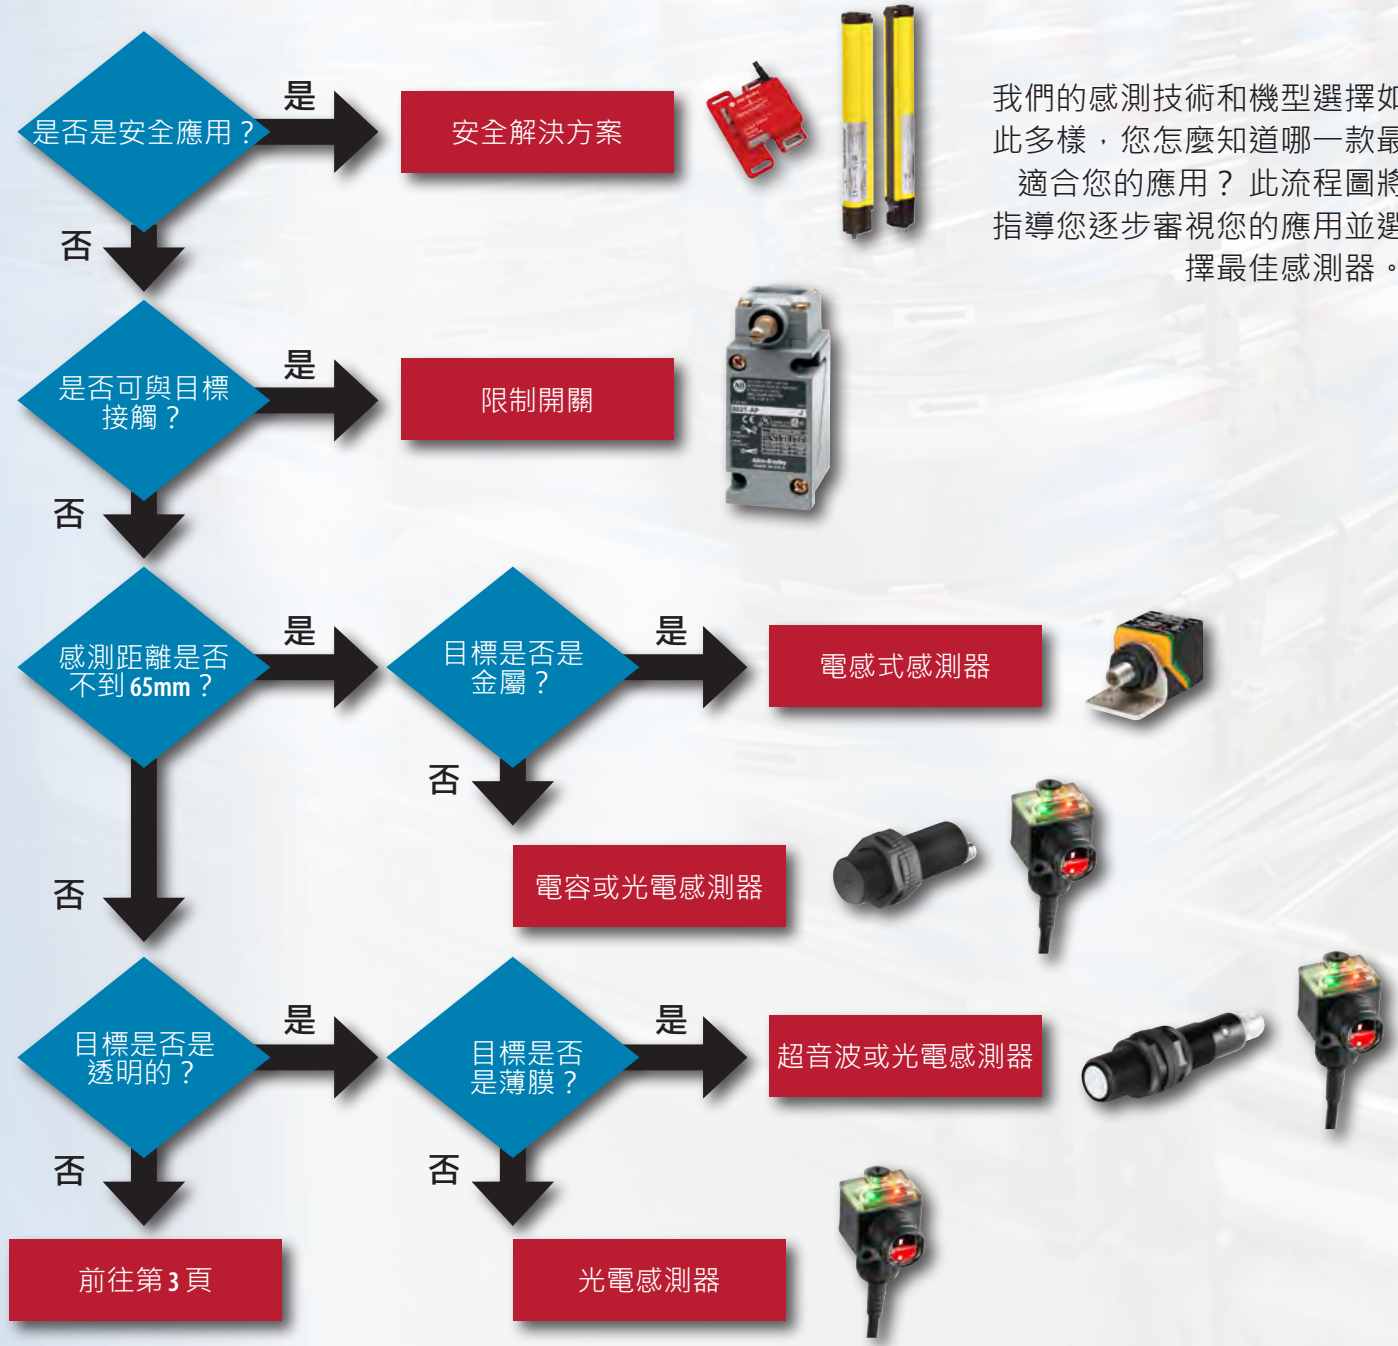 是否是安全應用？
是
安全解決方案
我們的感測技術和機型選擇如
此多樣，您怎麼知道哪一款最
適合您的應用？ 此流程圖將
指導您逐步審視您的應用並選
擇最佳感測器。
否
是否可與目標
接觸？
是
限制開關
802T-AP
Allen-Bradley
否
感測距離是否
不到 65mm？
是
目標是否是
金屬？
是
電感式感測器
否
電容或光電感測器
否
目標是否是
透明的？
是
目標是否
是薄膜？
是
超音波或光電感測器
否
前往第 3 頁
否
光電感測器